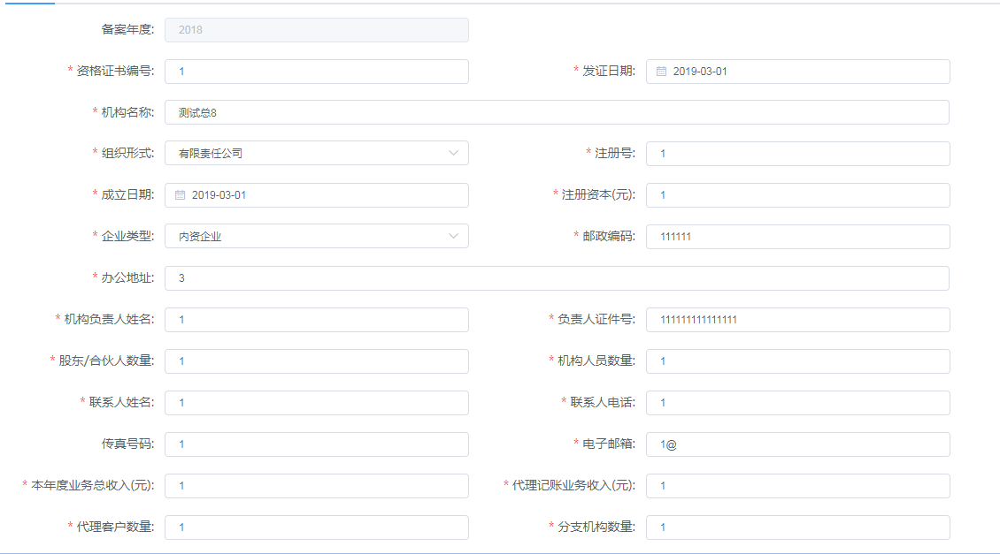 备案年度: 2018
* 资格证书编号: 1 * 发证日期: 2019-03-01
* 机构名称: 测试总8
* 组织形式: 有限责任公司 * 注册号: 1
* 成立日期: 2019-03-01 * 注册资本(元): 1
* 企业类型: 内资企业 * 邮政编码: 111111
* 办公地址: 3
* 机构负责人姓名: 1 * 负责人证件号: 111111111111111
* 股东/合伙人数量: 1 * 机构人员数量: 1
* 联系人姓名: 1 * 联系人电话: 1
传真号码: 1 * 电子邮箱: 1@
* 本年度业务总收入(元): 1 * 代理记账业务收入(元): 1
* 代理客户数量: 1 * 分支机构数量: 1